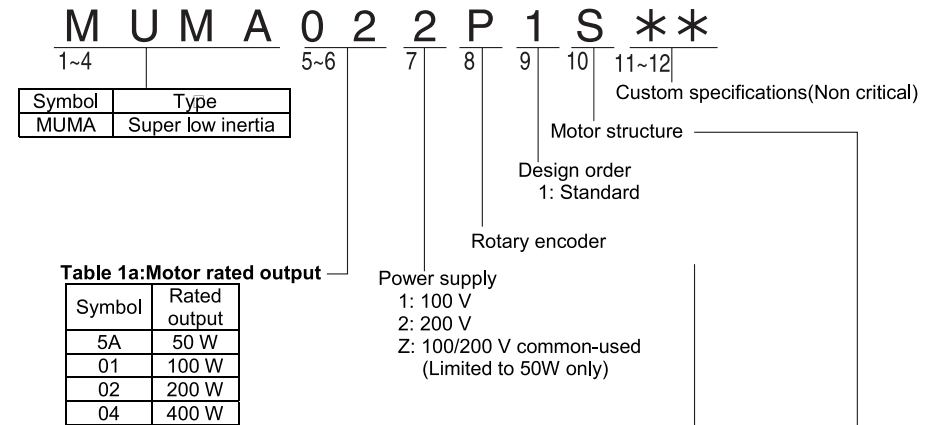 M U M A 0 2 2 P 1 S ＊＊
1~4 5~6 7 8 9 10 11~12
Symbol Type
MUMA Super low inertia
Custom specifications(Non critical)
Motor structure
Design order
1: Standard
Rotary encoder
Table 1a:Motor rated output
Symbol Rated output
5A 50 W
01 100 W
02 200 W
04 400 W
Power supply
1: 100 V
2: 200 V
Z: 100/200 V common-used
(Limited to 50W only)